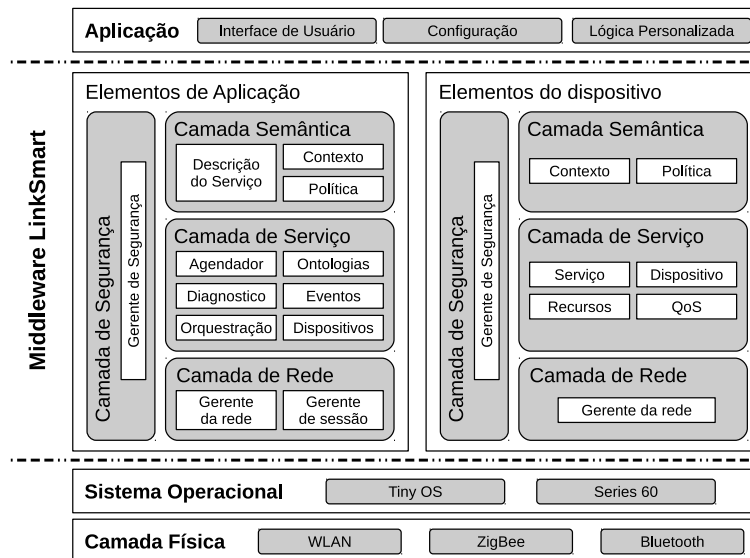 Aplicação
Interface de Usuário
Configuração
Lógica Personalizada
Middleware LinkSmart
Elementos de Aplicação
Camada de Segurança
Gerente de Segurança
Camada Semântica
Descrição
do Serviço
Contexto
Política
Camada de Serviço
Agendador
Ontologias
Diagnostico
Eventos
Orquestração
Dispositivos
Camada de Rede
Gerente
da rede
Gerente
de sessão
Elementos do dispositivo
Camada de Segurança
Gerente de Segurança
Camada Semântica
Contexto
Política
Camada de Serviço
Serviço
Dispositivo
Recursos
QoS
Camada de Rede
Gerente da rede
Sistema Operacional
Tiny OS
Series 60
Camada Física
WLAN
ZigBee
Bluetooth